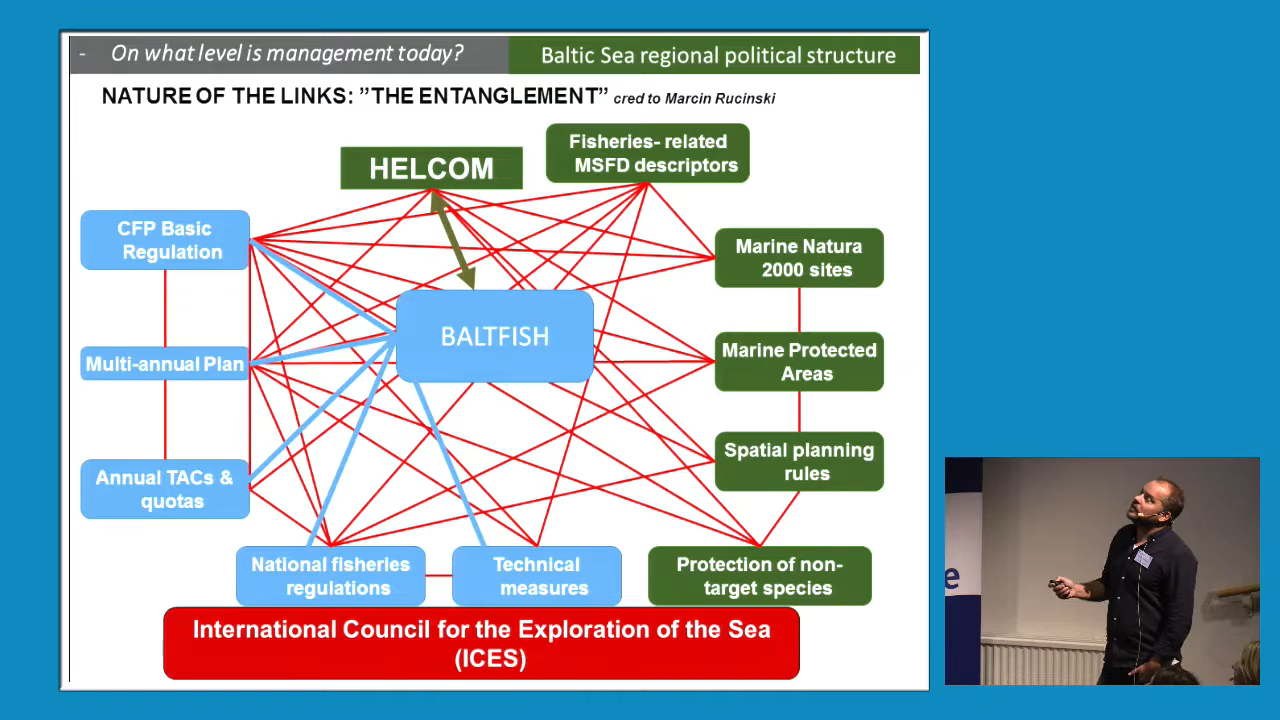 - On what level is management today?
Baltic Sea regional political structure
NATURE OF THE LINKS: ”THE ENTANGLEMENT” cred to Marcin Rucinski
Fisheries- related
MSFD descriptors
HELCOM
CFP Basic
Regulation
Marine Natura
2000 sites
BALTFISH
Multi-annual Plan
Marine Protected
Areas
Annual TACs &
quotas
Spatial planning
rules
National fisheries
regulations
Technical
measures
Protection of non-
target species
International Council for the Exploration of the Sea
(ICES)